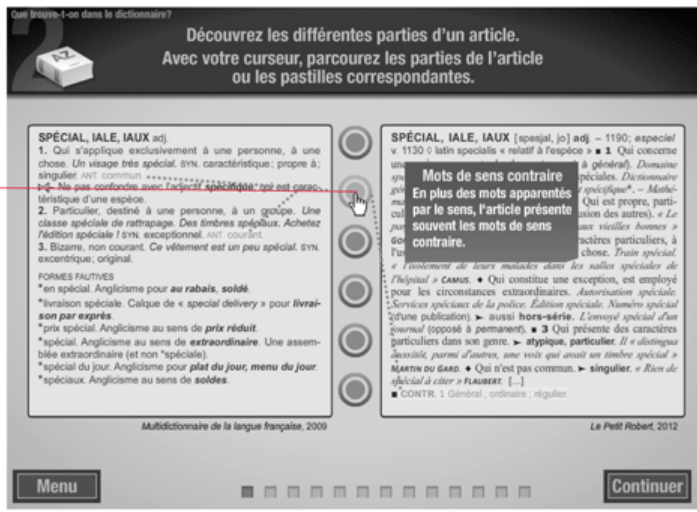 Que trouve-t-on dans le dictionnaire?
2
AZ
Découvrez les différentes parties d'un article.
Avec votre curseur, parcourez les parties de l'article
ou les pastilles correspondantes.
SPÉCIAL, IALE, IAUX adj.
1. Qui s'applique exclusivement à une personne, à une
chose. Un visage très spécial. SYN. caractéristique; propre à;
singulier. ANT. commun.
Ne pas confondre avec l'adjectif spécifique, qui est carac-
téristique d'une espèce.
2. Particulier, destiné à une personne, à un groupe. Une
classe spéciale de rattrapage. Des timbres spéciaux. Achetez
l'édition spéciale! SYN. exceptionnel. ANT. courant.
3. Bizarre, non courant. Ce vêtement est un peu spécial. SYN.
excentrique; original.
FORMES FAUTIVES
*en spécial. Anglicisme pour au rabais, soldé.
*livraison spéciale. Calque de « special delivery » pour livrai-
son par exprès.
*prix spécial. Anglicisme au sens de prix réduit.
*spécial. Anglicisme au sens de extraordinaire. Une assem-
blée extraordinaire (et non *spéciale).
*spécial du jour. Anglicisme pour plat du jour, menu du jour.
*spéciaux. Anglicisme au sens de soldes.
Multidictionnaire de la langue française, 2009
SPÉCIAL, IALE, IAUX [spesjal, jo] adj. – 1190; especiel
v. 1130 ◊ latin specialis « relatif à l'espèce » ■ 1 Qui concerne
à général). Domaine
péciales. Dictionnaire
t spécifique*. – Mathé-
Qui est propre, parti-
usion des autres). « Le
aux vieilles bonnes »
ractères particuliers, à
chose. Train spécial.
« l'isolement de leurs malades dans les salles spéciales de
l'hôpital » CAMUS. ✦ Qui constitue une exception, est employé
pour les circonstances extraordinaires. Autorisation spéciale.
Services spéciaux de la police. Édition spéciale. Numéro spécial
(d'une publication). ► aussi hors-série. L'envoyé spécial d'un
journal (opposé à permanent). ■ 3 Qui présente des caractères
particuliers dans son genre. ► atypique, particulier. Il « distingua
aussitôt, parmi d'autres, une voix qui avait un timbre spécial »
MARTIN DU GARD. ✦ Qui n'est pas commun. ► singulier. « Rien de
spécial à citer » FLAUBERT. [...]
■ CONTR. 1 Général ; ordinaire ; régulier.
Le Petit Robert, 2012
Mots de sens contraire
En plus des mots apparentés
par le sens, l'article présente
souvent les mots de sens
contraire.
Menu
Continuer